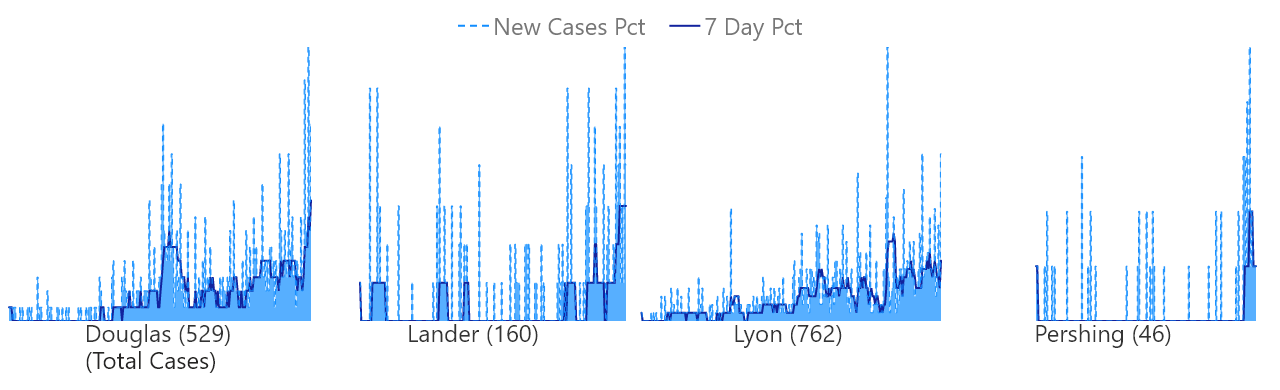 New Cases Pct 7 Day Pct
Douglas (529) Lander (160) Lyon (762) Pershing (46)
(Total Cases)